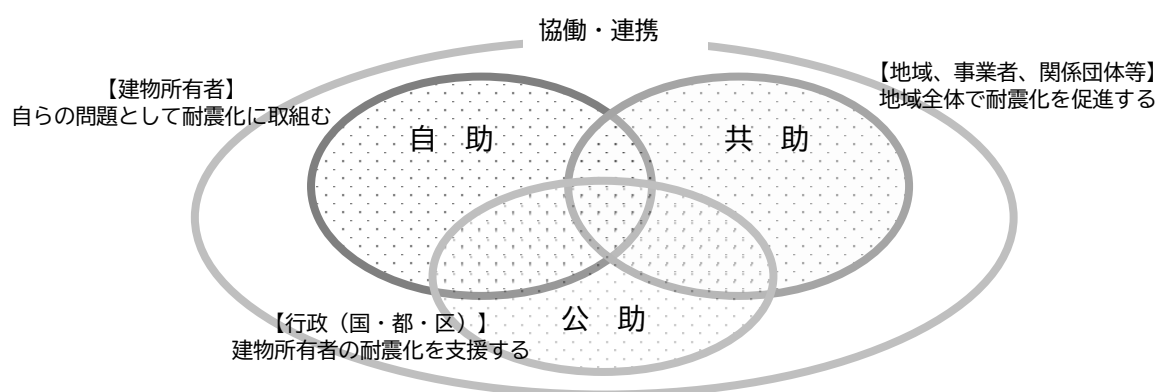 協働・連携
【建物所有者】
自らの問題として耐震化に取組む
【地域、事業者、関係団体等】
地域全体で耐震化を促進する
自　助
共　助
公　助
【行政（国・都・区）】
建物所有者の耐震化を支援する